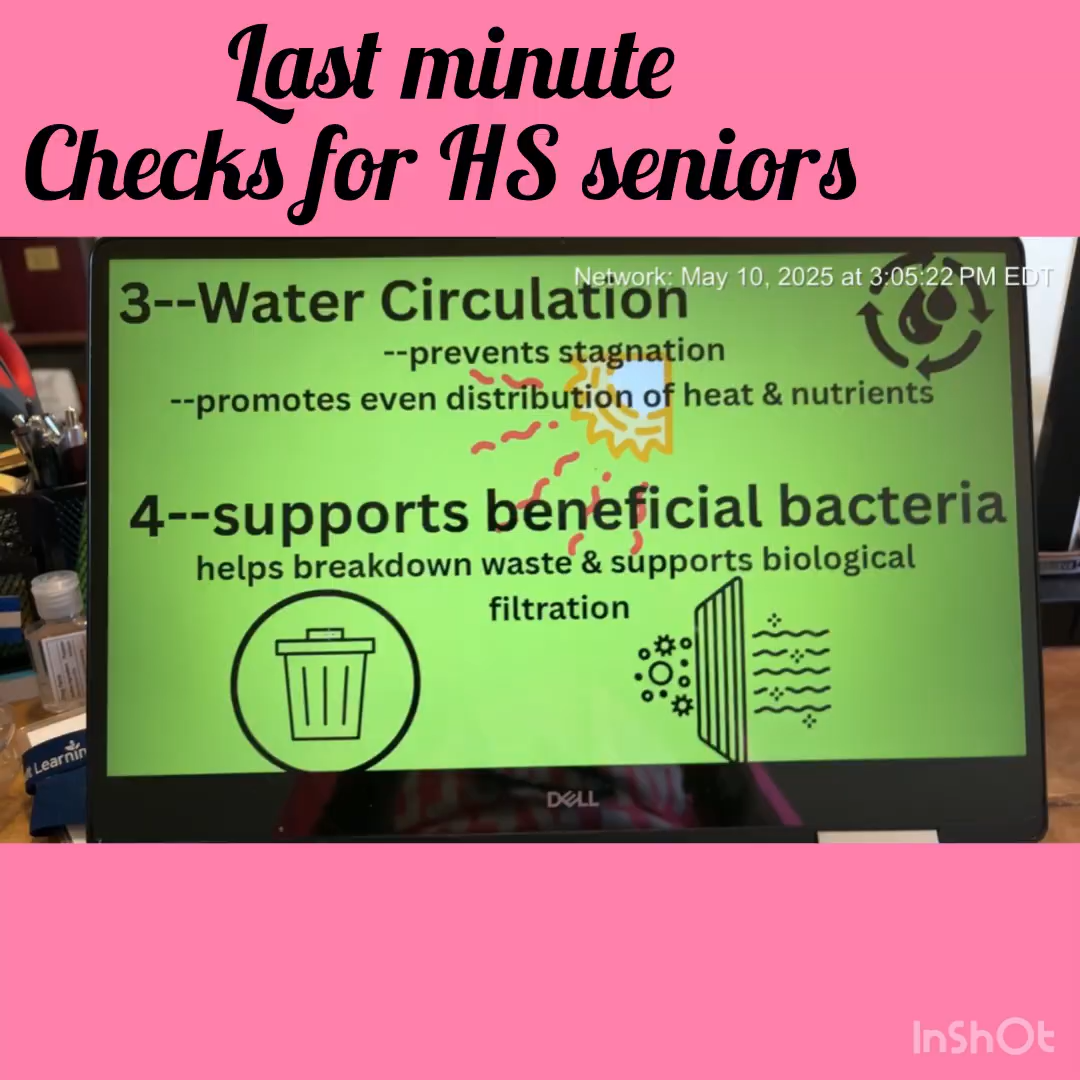 Last minute
Checks for HS seniors
Network: May 10, 2025 at 3:05:22 PM EDT
3--Water Circulation
--prevents stagnation
--promotes even distribution of heat & nutrients
4--supports beneficial bacteria
helps breakdown waste & supports biological
filtration
Learnin
DELL
InShOt